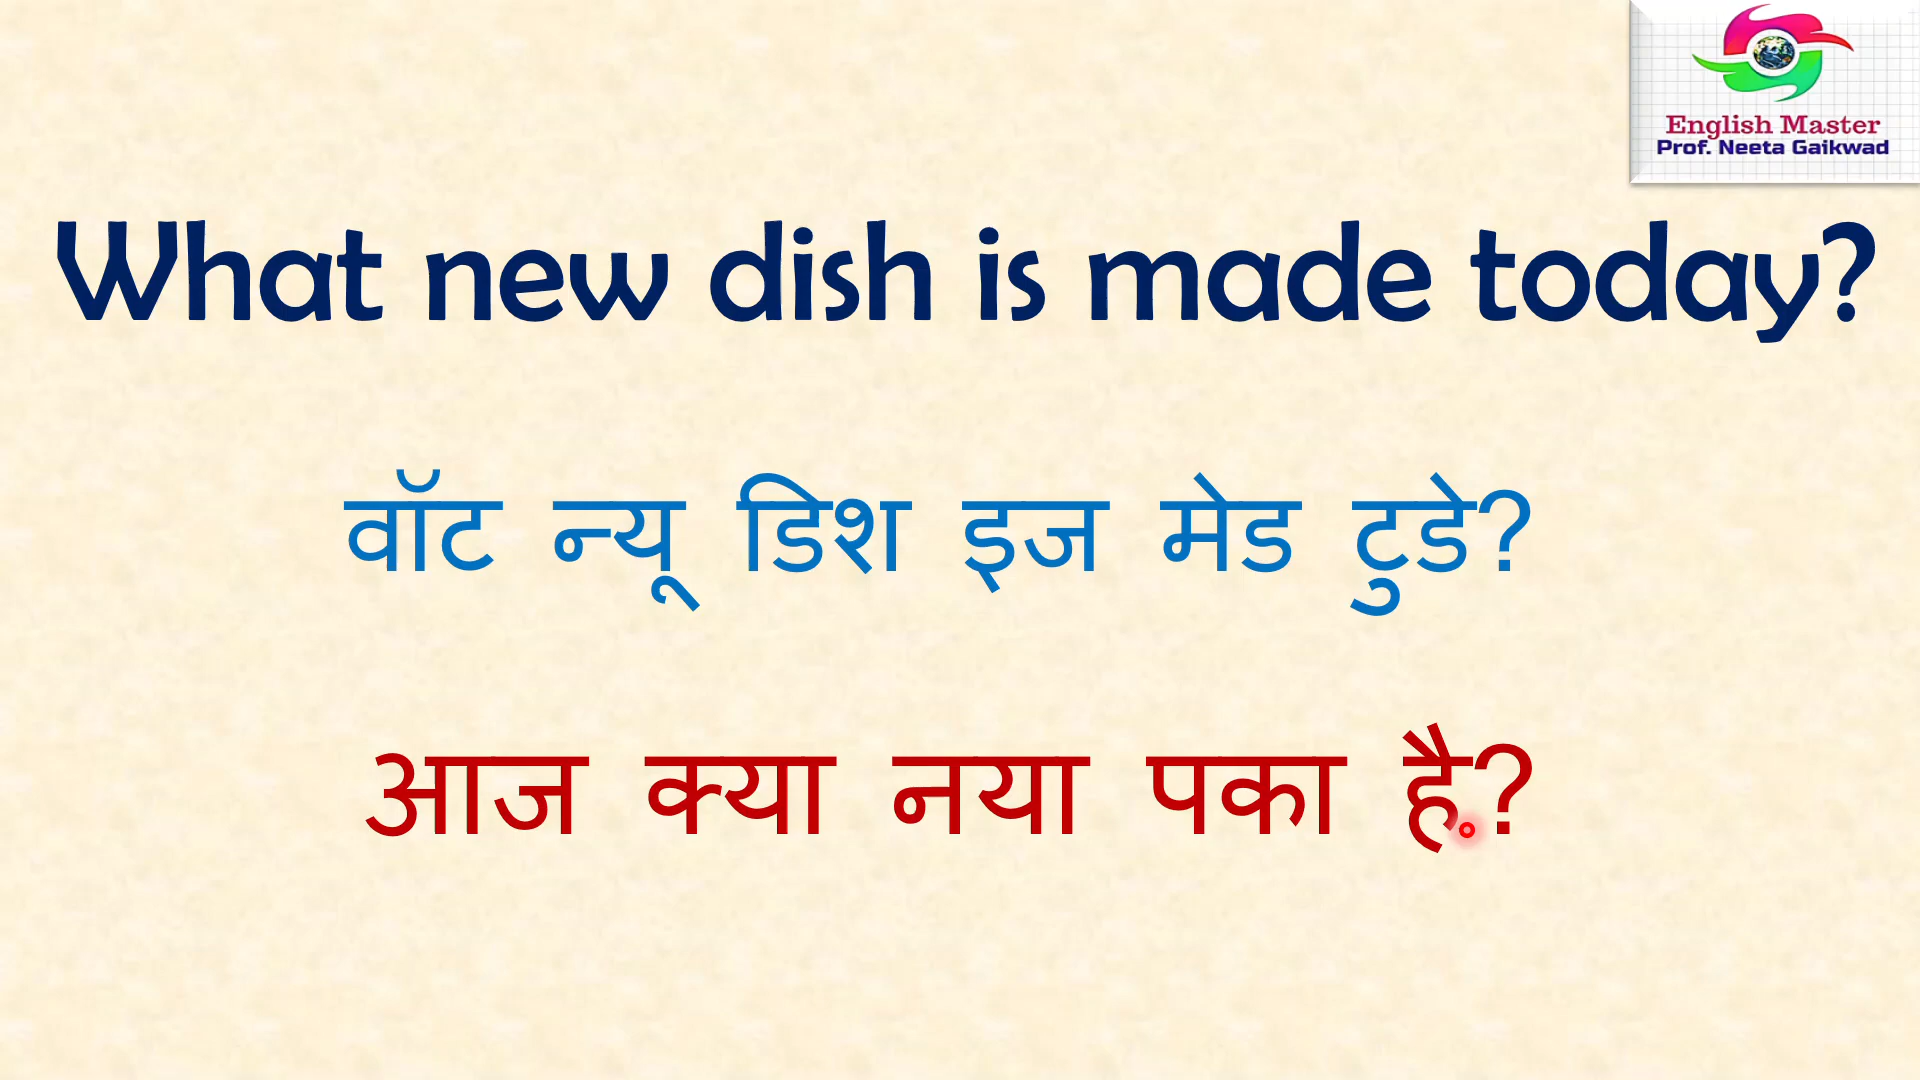 English Master
Prof. Neeta Gaikwad
What new dish is made today?
वॉट न्यू डिश इज मेड टुडे?
आज क्या नया पका है?